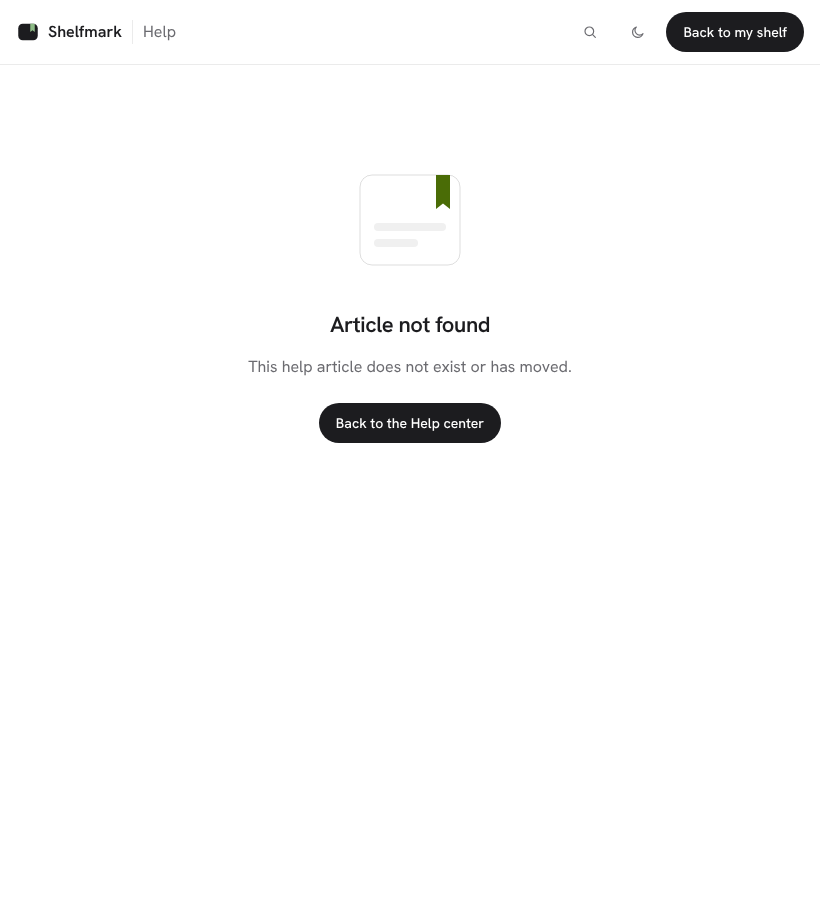 Shelfmark
Help
Back to my shelf
Article not found
This help article does not exist or has moved.
Back to the Help center